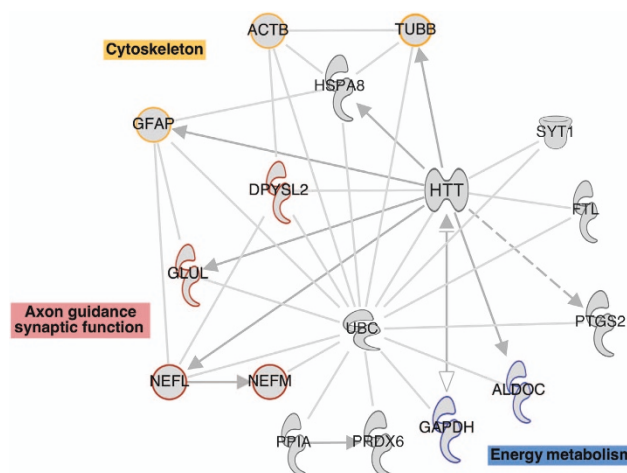 ACTB
TUBB
Cytoskeleton
HSPA8
GFAP
SYT1
DPYSL2
HTT
FTL
GLUL
Axon guidance
synaptic function
UBC
PTGS2
NEFL
NEFM
ALDOC
GAPDH
PPIA
PRDX6
Energy metabolism